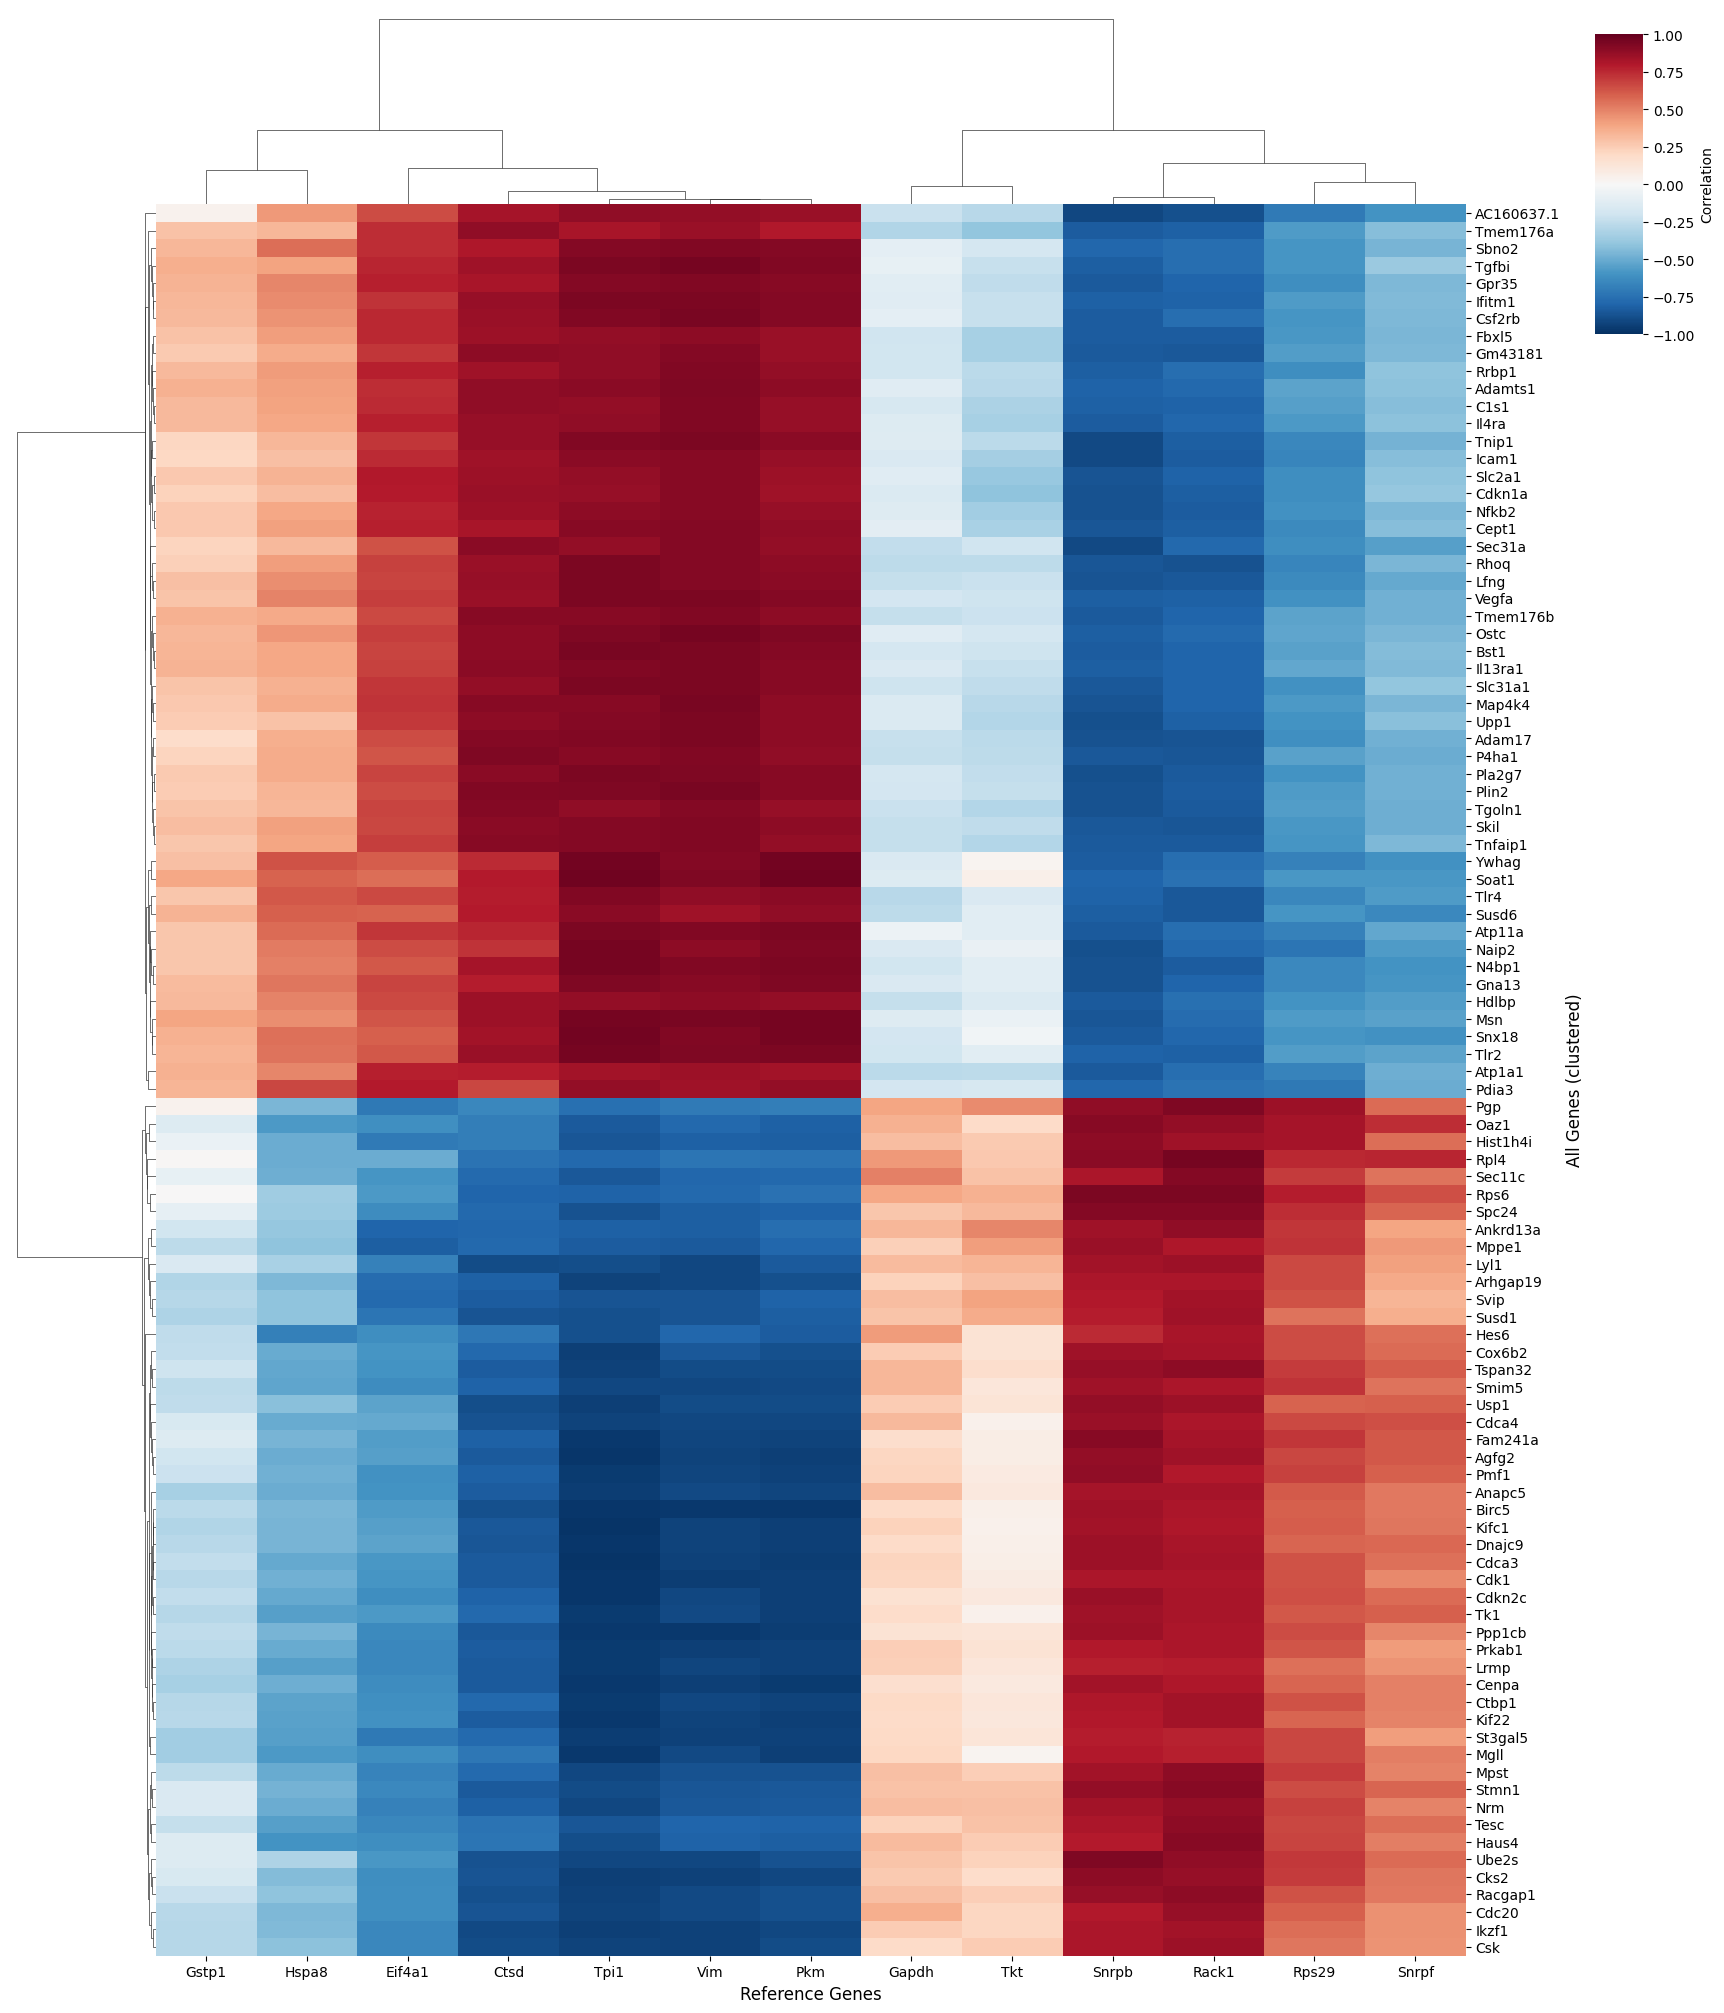 1.00
0.75
0.50
0.25
0.00
−0.25
−0.50
−0.75
−1.00
Correlation
AC160637.1
Tmem176a
Sbno2
Tgfbi
Gpr35
Ifitm1
Csf2rb
Fbxl5
Gm43181
Rrbp1
Adamts1
C1s1
Il4ra
Tnip1
Icam1
Slc2a1
Cdkn1a
Nfkb2
Cept1
Sec31a
Rhoq
Lfng
Vegfa
Tmem176b
Ostc
Bst1
Il13ra1
Slc31a1
Map4k4
Upp1
Adam17
P4ha1
Pla2g7
Plin2
Tgoln1
Skil
Tnfaip1
Ywhag
Soat1
Tlr4
Susd6
Atp11a
Naip2
N4bp1
Gna13
Hdlbp
Msn
Snx18
Tlr2
Atp1a1
Pdia3
Pgp
Oaz1
Hist1h4i
Rpl4
Sec11c
Rps6
Spc24
Ankrd13a
Mppe1
Lyl1
Arhgap19
Svip
Susd1
Hes6
Cox6b2
Tspan32
Smim5
Usp1
Cdca4
Fam241a
Agfg2
Pmf1
Anapc5
Birc5
Kifc1
Dnajc9
Cdca3
Cdk1
Cdkn2c
Tk1
Ppp1cb
Prkab1
Lrmp
Cenpa
Ctbp1
Kif22
St3gal5
Mgll
Mpst
Stmn1
Nrm
Tesc
Haus4
Ube2s
Cks2
Racgap1
Cdc20
Ikzf1
Csk
All Genes (clustered)
Gstp1 Hspa8 Eif4a1 Ctsd Tpi1 Vim Pkm Gapdh Tkt Snrpb Rack1 Rps29 Snrpf
Reference Genes